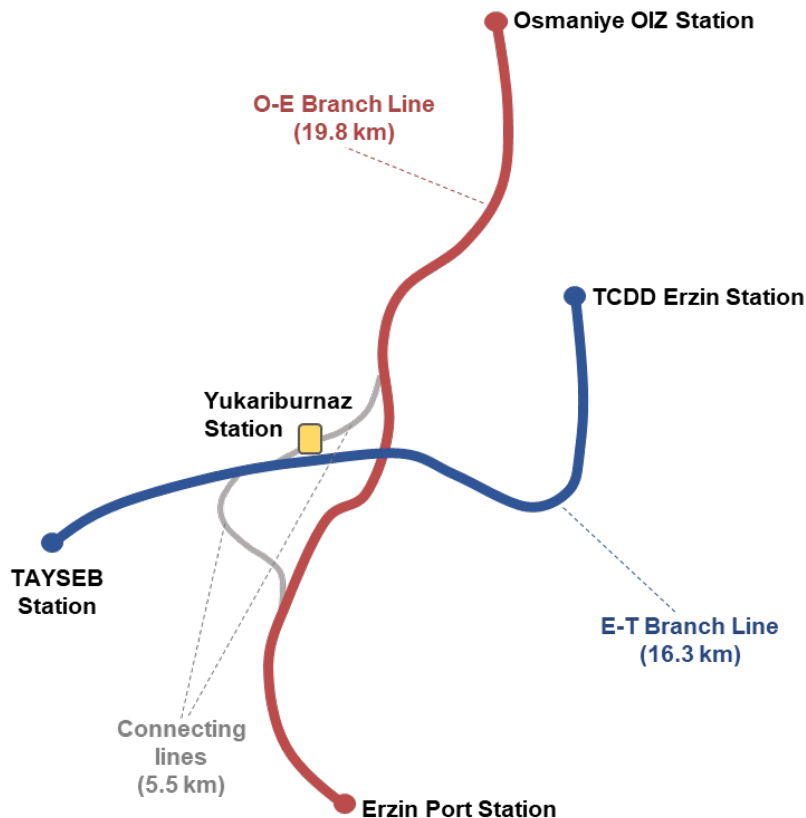 Osmaniye OIZ Station
O-E Branch Line
(19.8 km)
TCDD Erzin Station
Yukariburnaz
Station
TAYSEB
Station
E-T Branch Line
(16.3 km)
Connecting
lines
(5.5 km)
Erzin Port Station